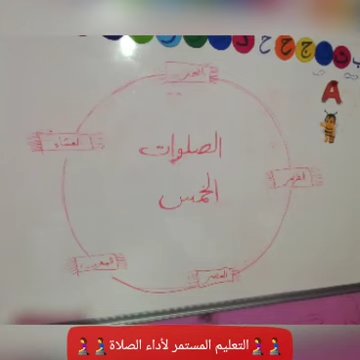 ح ج ج ح
A
الفجر
العشاء
الصلوات
الظهر
الخمس
المغرب
العصر
🤦‍♂️🤦‍♂️ التعليم المستمر لأداء الصلاة 🤦‍♂️🤦‍♂️